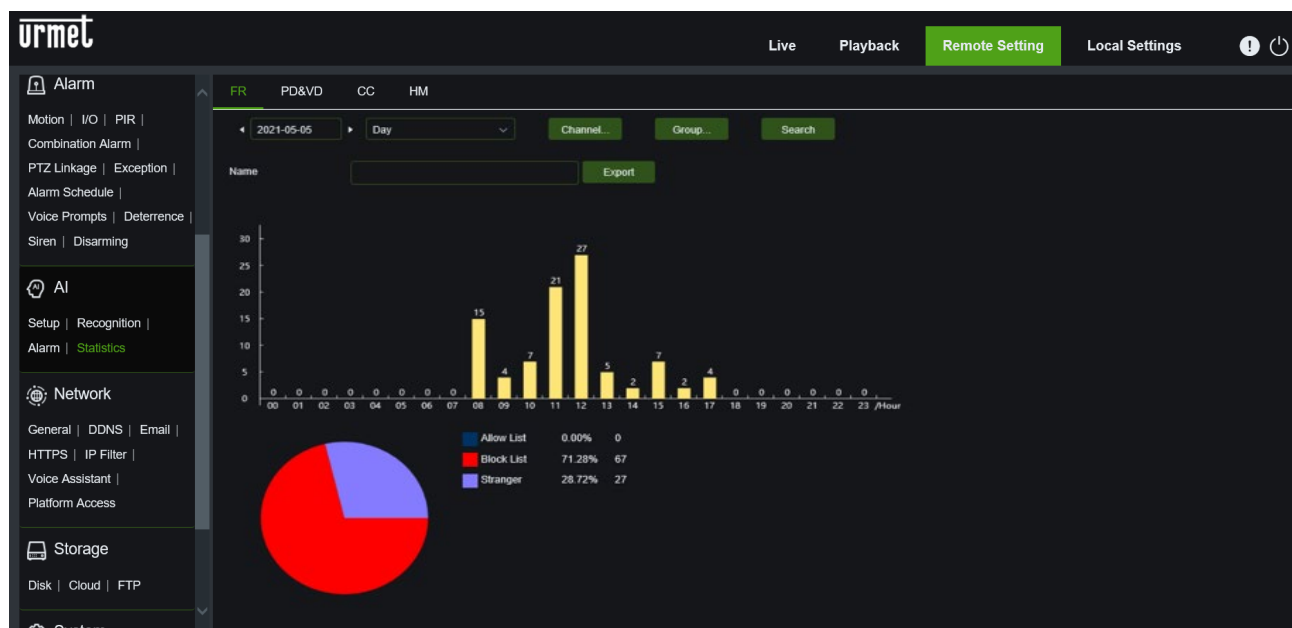 urmet
Live Playback Remote Setting Local Settings
Alarm
Motion | I/O | PIR |
Combination Alarm |
PTZ Linkage | Exception |
Alarm Schedule |
Voice Prompts | Deterrence |
Siren | Disarming
AI
Setup | Recognition |
Alarm | Statistics
Network
General | DDNS | Email |
HTTPS | IP Filter |
Voice Assistant |
Platform Access
Storage
Disk | Cloud | FTP
System
FR PD&VD CC HM
2021-05-05 Day Channel... Group... Search
Name Export
30
25
20
15
10
5
0
0 0 0 0 0 0 0 0 15 4 7 21 27 5 2 7 2 4 0 0 0 0 0 0
00 01 02 03 04 05 06 07 08 09 10 11 12 13 14 15 16 17 18 19 20 21 22 23 /Hour
Allow List 0.00% 0
Block List 71.28% 67
Stranger 28.72% 27